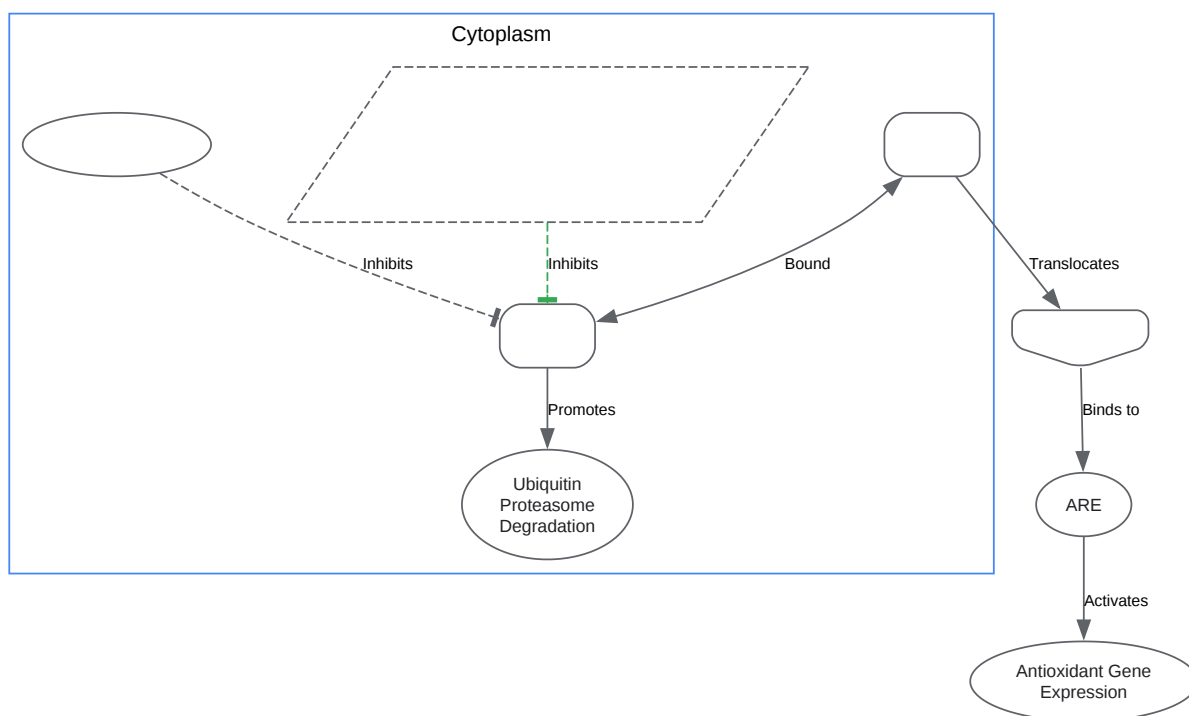 Cytoplasm
Inhibits
Inhibits
Bound
Translocates
Promotes
Binds to
Ubiquitin
Proteasome
Degradation
ARE
Activates
Antioxidant Gene
Expression